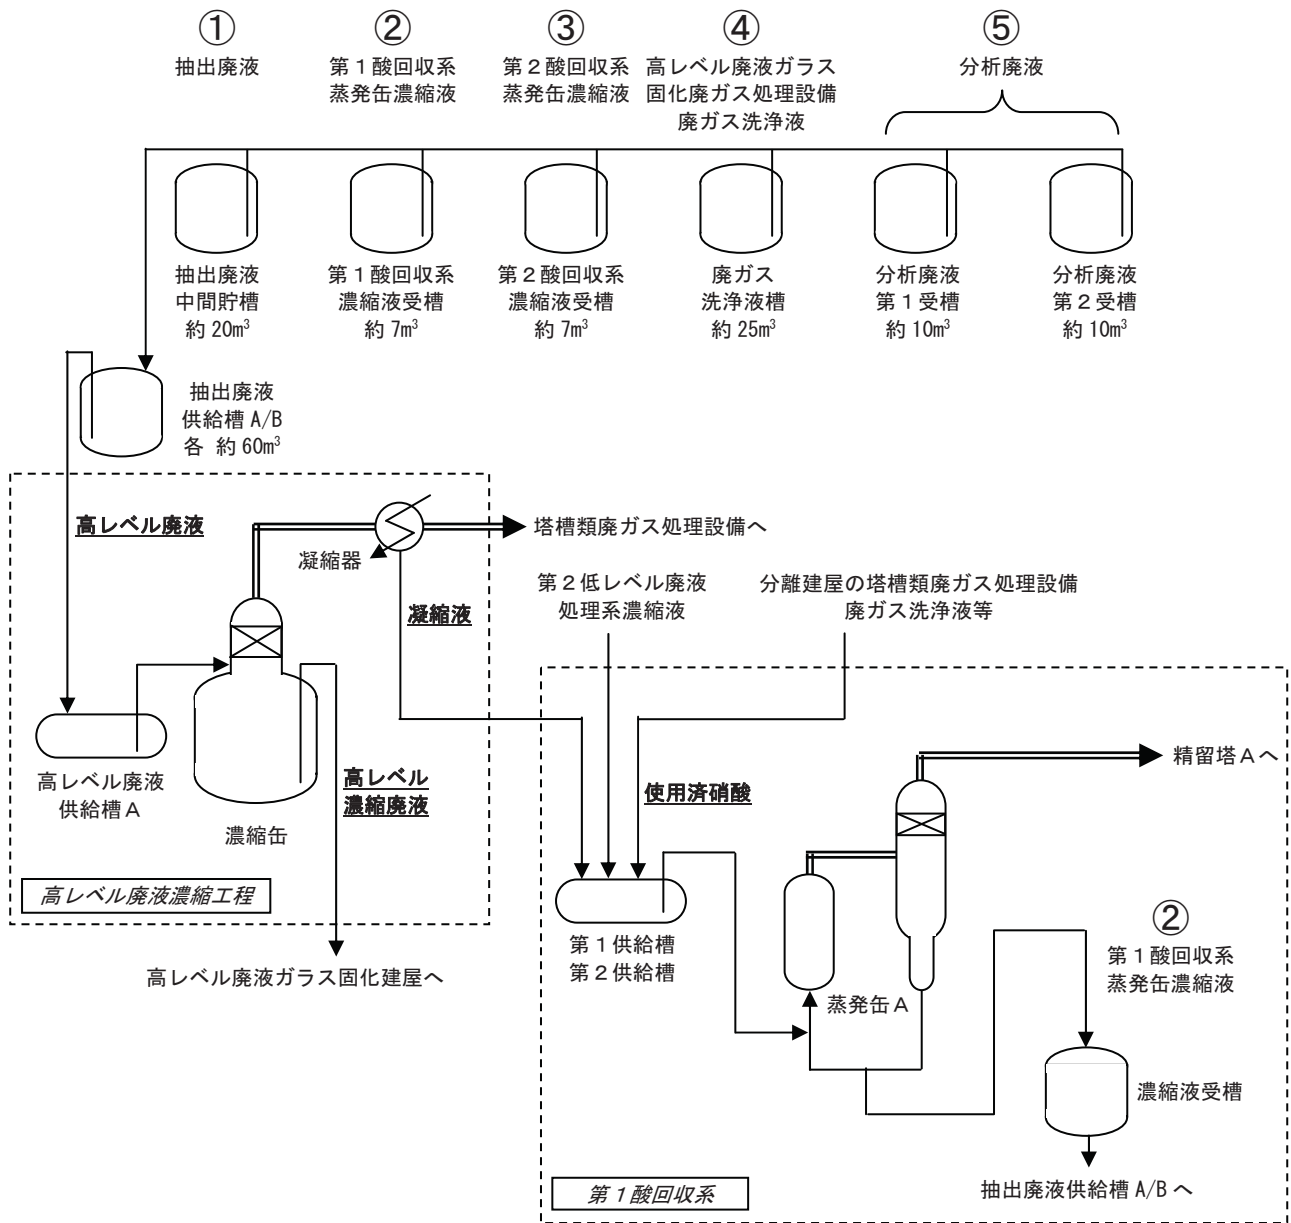 ①
抽出廃液
②
第１酸回収系
蒸発缶濃縮液
③
第２酸回収系
蒸発缶濃縮液
④
高レベル廃液ガラス
固化廃ガス処理設備
廃ガス洗浄液
⑤
分析廃液
抽出廃液
中間貯槽
約 20m³
第１酸回収系
濃縮液受槽
約 7m³
第２酸回収系
濃縮液受槽
約 7m³
廃ガス
洗浄液槽
約 25m³
分析廃液
第１受槽
約 10m³
分析廃液
第２受槽
約 10m³
抽出廃液
供給槽 A/B
各 約 60m³
高レベル廃液
凝縮器
塔槽類廃ガス処理設備へ
凝縮液
第２低レベル廃液
処理系濃縮液
分離建屋の塔槽類廃ガス処理設備
廃ガス洗浄液等
高レベル廃液
供給槽Ａ
濃縮缶
高レベル
濃縮廃液
高レベル廃液濃縮工程
高レベル廃液ガラス固化建屋へ
使用済硝酸
精留塔Ａへ
第１供給槽
第２供給槽
蒸発缶Ａ
②
第１酸回収系
蒸発缶濃縮液
濃縮液受槽
抽出廃液供給槽 A/B へ
第１酸回収系